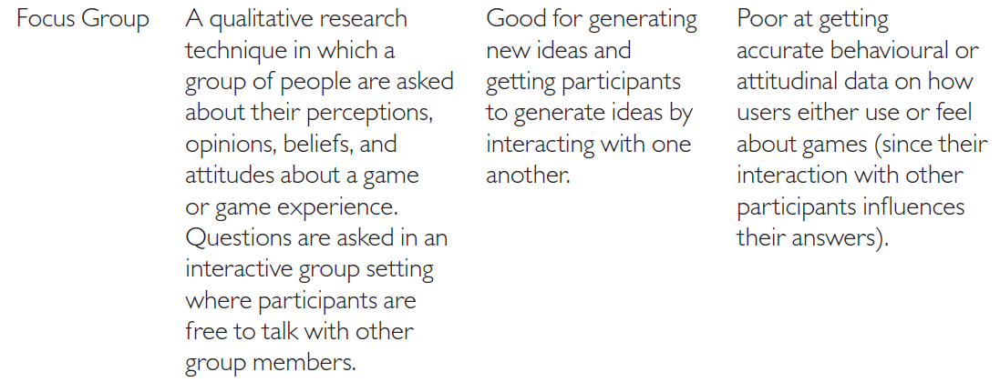 Focus Group
A qualitative research
technique in which a
group of people are asked
about their perceptions,
opinions, beliefs, and
attitudes about a game
or game experience.
Questions are asked in an
interactive group setting
where participants are
free to talk with other
group members.
Good for generating
new ideas and
getting participants
to generate ideas by
interacting with one
another.
Poor at getting
accurate behavioural or
attitudinal data on how
users either use or feel
about games (since their
interaction with other
participants influences
their answers).